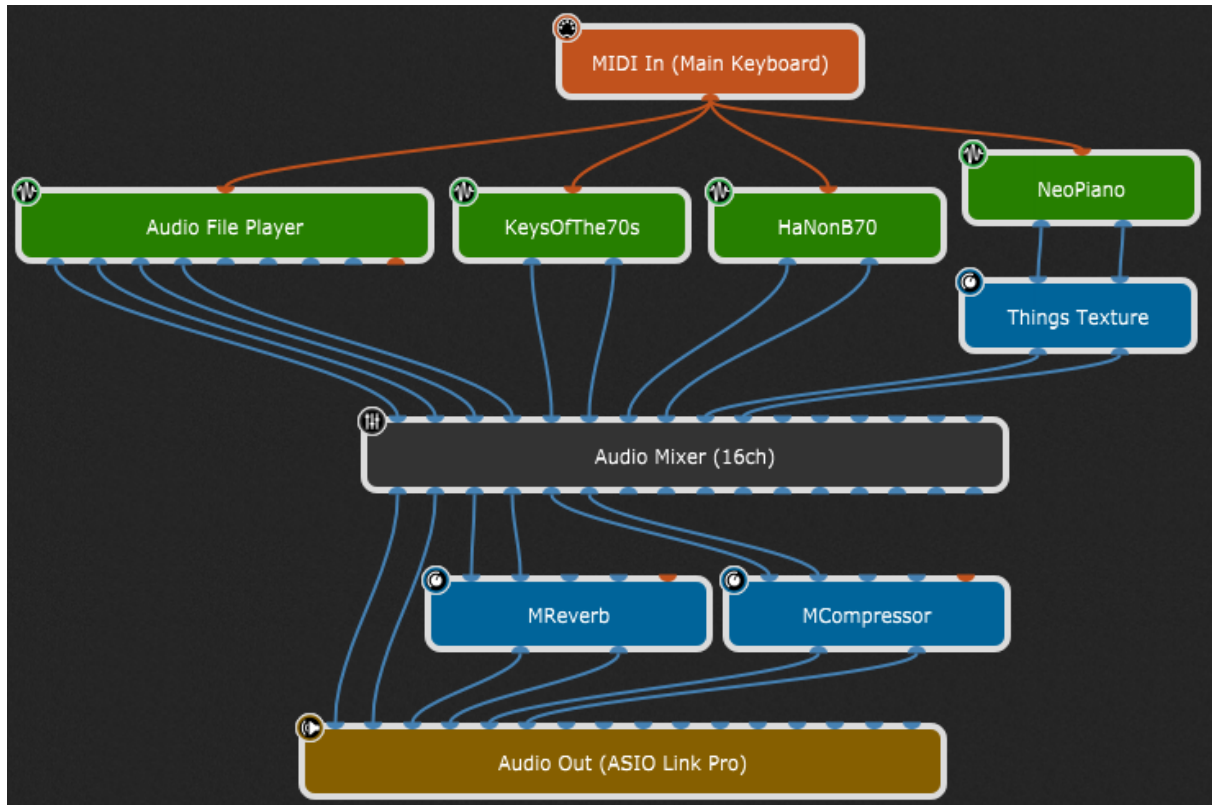 MIDI In (Main Keyboard)
Audio File Player
KeysOfThe70s
HaNonB70
NeoPiano
Things Texture
Audio Mixer (16ch)
MReverb
MCompressor
Audio Out (ASIO Link Pro)